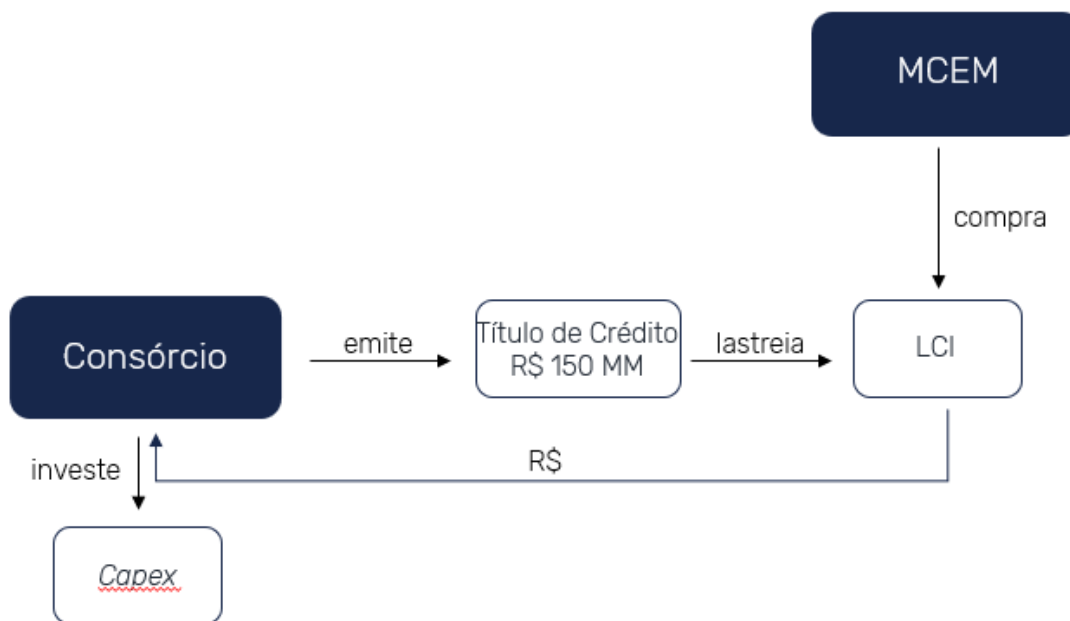 MCEM
compra
Consórcio
emite
Título de Crédito
R$ 150 MM
lastreia
LCI
R$
investe
Capex